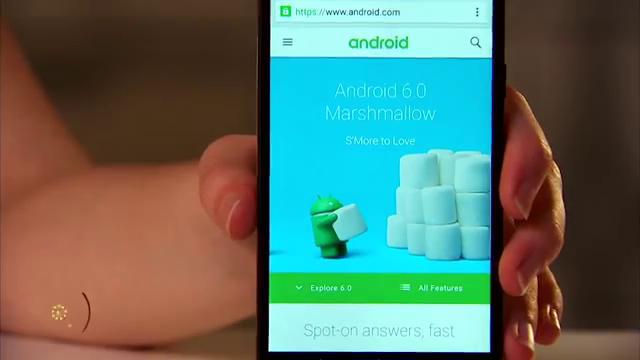 https://www.android.com
android
Android 6.0
Marshmallow
S'More to Love
Explore 6.0
All Features
Spot-on answers, fast